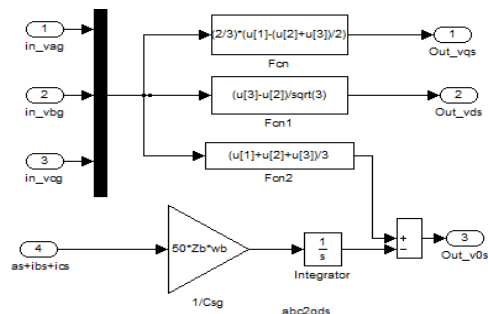 1
in_vag
(2/3)*(u[1]-(u[2]+u[3])/2)
Fcn
1
Out_vqs
2
in_vbg
(u[3]-u[2])/sqrt(3)
Fcn1
2
Out_vds
3
in_vcg
(u[1]+u[2]+u[3])/3
Fcn2
4
as+ibs+ics
50*Zb*wb
1/Csg
1
s
Integrator
+
−
3
Out_v0s
abc2qds